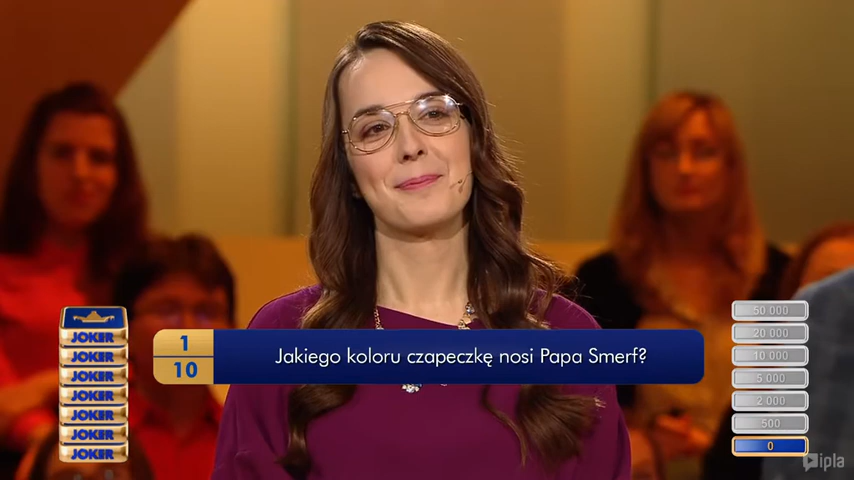 JOKER
JOKER
JOKER
JOKER
JOKER
JOKER
JOKER
1
10
Jakiego koloru czapeczkę nosi Papa Smerf?
50 000
20 000
10 000
5 000
2 000
500
0
ipla